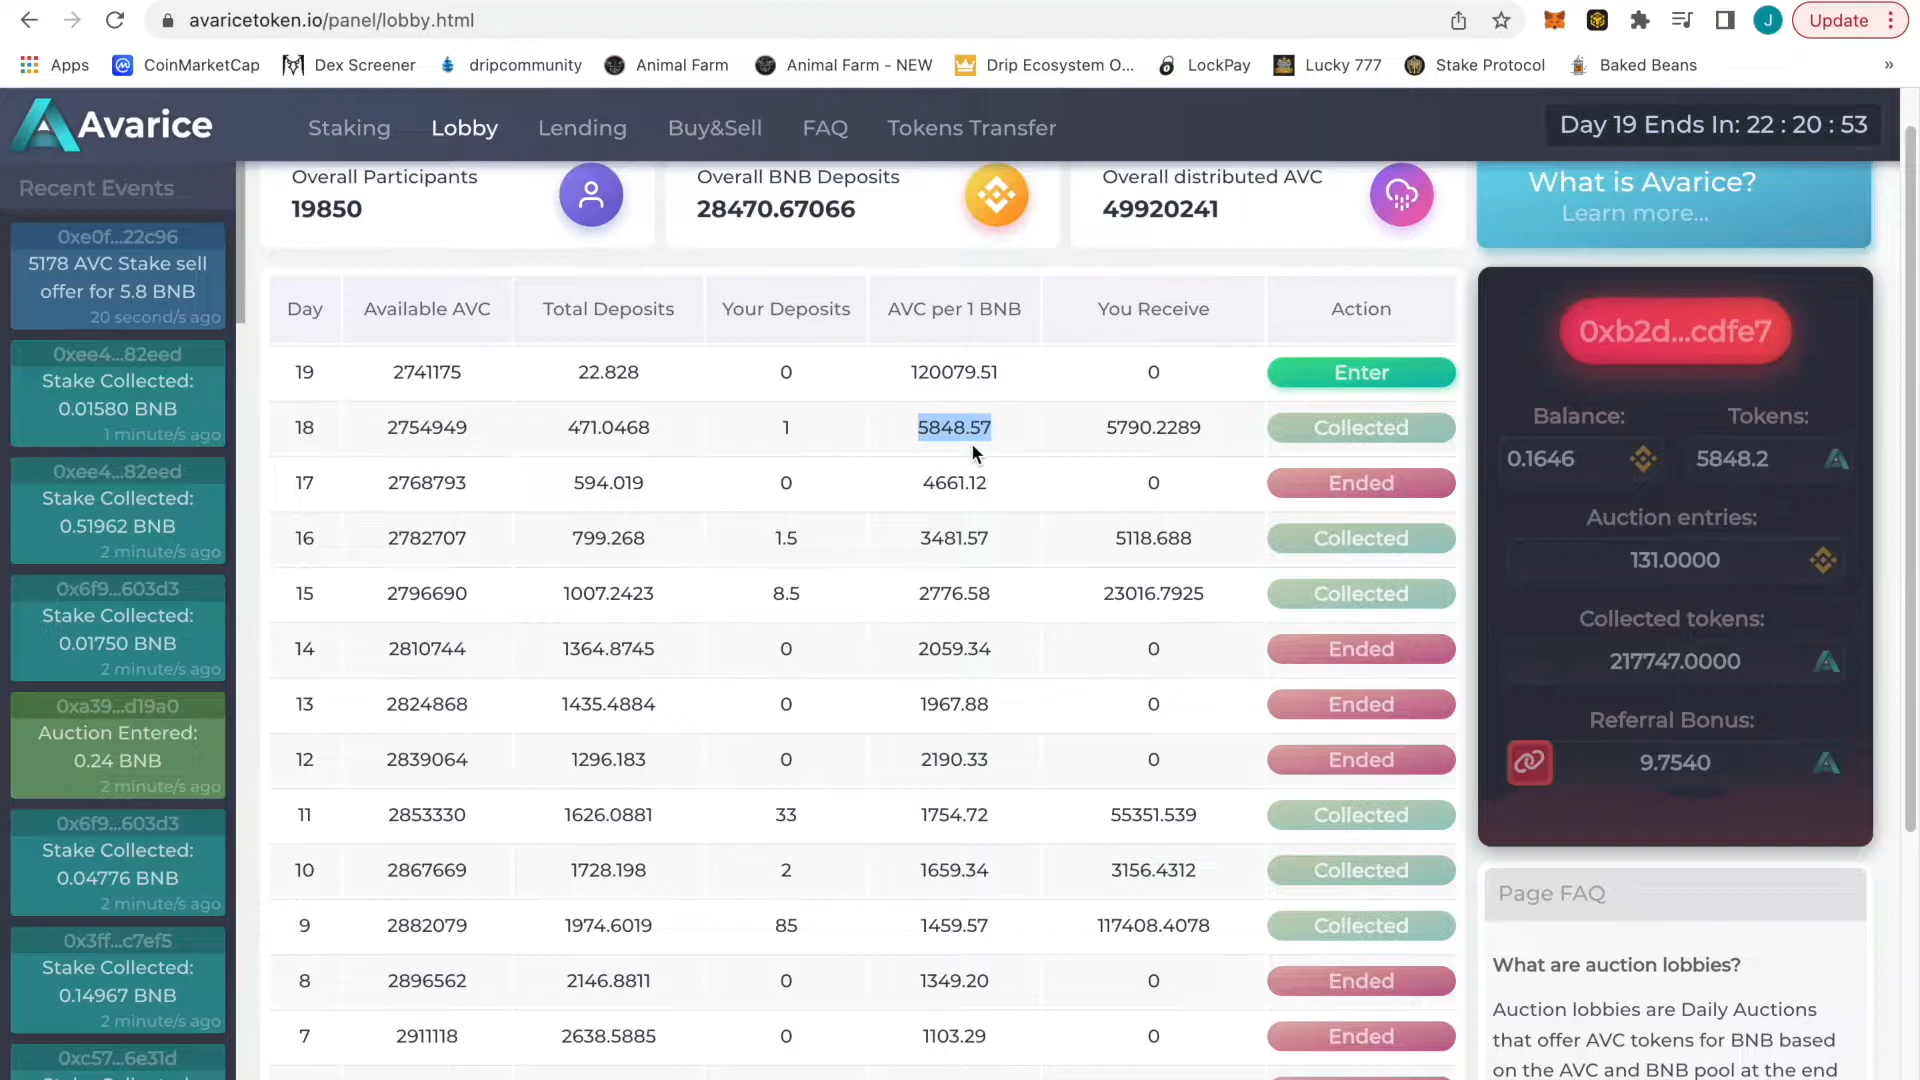 avaricetoken.io/panel/lobby.html
J
Update
Apps
CoinMarketCap
Dex Screener
dripcommunity
Animal Farm
Animal Farm - NEW
Drip Ecosystem O...
LockPay
Lucky 777
Stake Protocol
Baked Beans
»
Avarice
Staking
Lobby
Lending
Buy&Sell
FAQ
Tokens Transfer
Day 19 Ends In: 22 : 20 : 53
Recent Events
0xe0f...22c96
5178 AVC Stake sell
offer for 5.8 BNB
20 second/s ago
0xee4...82eed
Stake Collected:
0.01580 BNB
1 minute/s ago
0xee4...82eed
Stake Collected:
0.51962 BNB
2 minute/s ago
0x6f9...603d3
Stake Collected:
0.01750 BNB
2 minute/s ago
0xa39...d19a0
Auction Entered:
0.24 BNB
2 minute/s ago
0x6f9...603d3
Stake Collected:
0.04776 BNB
2 minute/s ago
0x3ff...c7ef5
Stake Collected:
0.14967 BNB
2 minute/s ago
0xc57...6e31d
Overall Participants
19850
Overall BNB Deposits
28470.67066
Overall distributed AVC
49920241
What is Avarice?
Learn more...
Day Available AVC Total Deposits Your Deposits AVC per 1 BNB You Receive Action
19 2741175 22.828 0 120079.51 0 Enter
18 2754949 471.0468 1 5848.57 5790.2289 Collected
17 2768793 594.019 0 4661.12 0 Ended
16 2782707 799.268 1.5 3481.57 5118.688 Collected
15 2796690 1007.2423 8.5 2776.58 23016.7925 Collected
14 2810744 1364.8745 0 2059.34 0 Ended
13 2824868 1435.4884 0 1967.88 0 Ended
12 2839064 1296.183 0 2190.33 0 Ended
11 2853330 1626.0881 33 1754.72 55351.539 Collected
10 2867669 1728.198 2 1659.34 3156.4312 Collected
9 2882079 1974.6019 85 1459.57 117408.4078 Collected
8 2896562 2146.8811 0 1349.20 0 Ended
7 2911118 2638.5885 0 1103.29 0 Ended
0xb2d...cdfe7
Balance: Tokens:
0.1646 5848.2
Auction entries:
131.0000
Collected tokens:
217747.0000
Referral Bonus:
9.7540
Page FAQ
What are auction lobbies?
Auction lobbies are Daily Auctions
that offer AVC tokens for BNB based
on the AVC and BNB pool at the end